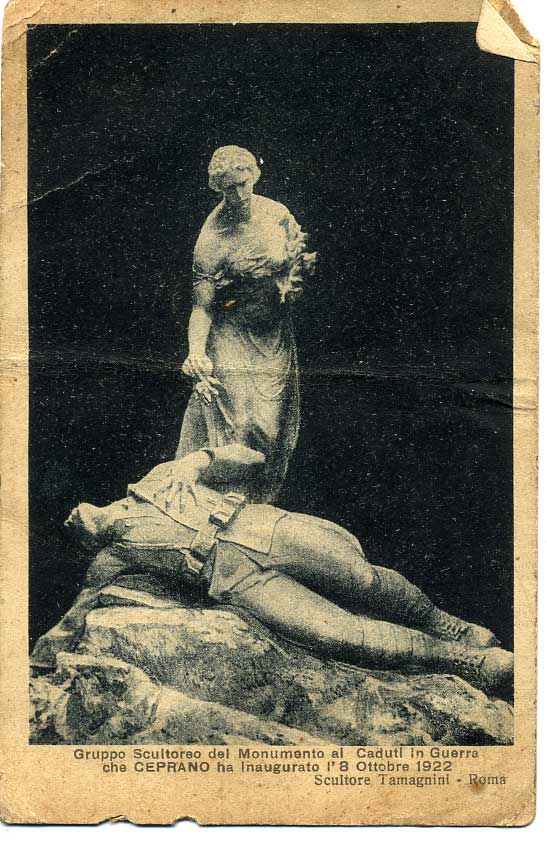 Gruppo Scultoreo del Monumento ai Caduti in Guerra
che CEPRANO ha inaugurato l'8 Ottobre 1922
Scultore Tamagnini - Roma